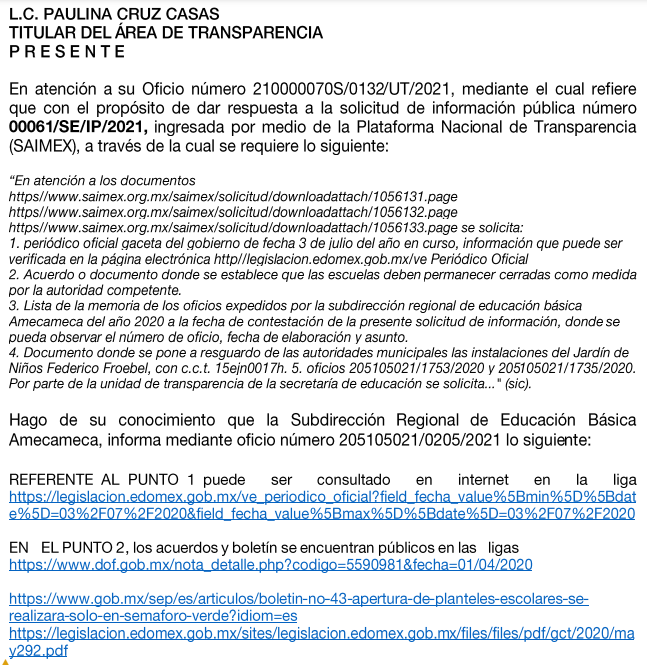 L.C. PAULINA CRUZ CASAS
TITULAR DEL ÁREA DE TRANSPARENCIA
P R E S E N T E
En atención a su Oficio número 210000070S/0132/UT/2021, mediante el cual refiere
que con el propósito de dar respuesta a la solicitud de información pública número
00061/SE/IP/2021, ingresada por medio de la Plataforma Nacional de Transparencia
(SAIMEX), a través de la cual se requiere lo siguiente:
“En atención a los documentos
https//www.saimex.org.mx/saimex/solicitud/downloadattach/1056131.page
https//www.saimex.org.mx/saimex/solicitud/downloadattach/1056132.page
https//www.saimex.org.mx/saimex/solicitud/downloadattach/1056133.page se solicita:
1. periódico oficial gaceta del gobierno de fecha 3 de julio del año en curso, información que puede ser
verificada en la página electrónica http//legislacion.edomex.gob.mx/ve Periódico Oficial
2. Acuerdo o documento donde se establece que las escuelas deben permanecer cerradas como medida
por la autoridad competente.
3. Lista de la memoria de los oficios expedidos por la subdirección regional de educación básica
Amecameca del año 2020 a la fecha de contestación de la presente solicitud de información, donde se
pueda observar el número de oficio, fecha de elaboración y asunto.
4. Documento donde se pone a resguardo de las autoridades municipales las instalaciones del Jardín de
Niños Federico Froebel, con c.c.t. 15ejn0017h. 5. oficios 205105021/1753/2020 y 205105021/1735/2020.
Por parte de la unidad de transparencia de la secretaría de educación se solicita..." (sic).
Hago de su conocimiento que la Subdirección Regional de Educación Básica
Amecameca, informa mediante oficio número 205105021/0205/2021 lo siguiente:
REFERENTE AL PUNTO 1 puede ser consultado en internet en la liga
https://legislacion.edomex.gob.mx/ve_periodico_oficial?field_fecha_value%5Bmin%5D%5Bdat
e%5D=03%2F07%2F2020&field_fecha_value%5Bmax%5D%5Bdate%5D=03%2F07%2F2020
EN EL PUNTO 2, los acuerdos y boletín se encuentran públicos en las ligas
https://www.dof.gob.mx/nota_detalle.php?codigo=5590981&fecha=01/04/2020
https://www.gob.mx/sep/es/articulos/boletin-no-43-apertura-de-planteles-escolares-se-
realizara-solo-en-semaforo-verde?idiom=es
https://legislacion.edomex.gob.mx/sites/legislacion.edomex.gob.mx/files/files/pdf/gct/2020/ma
y292.pdf